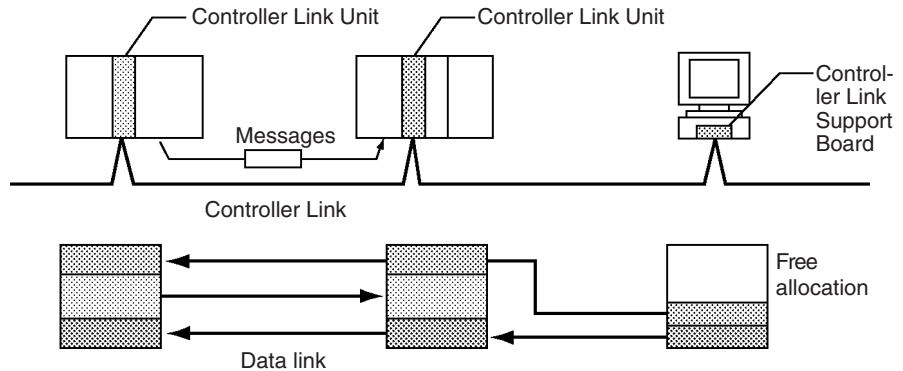 Controller Link Unit
Controller Link Unit
Control-
ler Link
Support
Board
Messages
Controller Link
Free
allocation
Data link